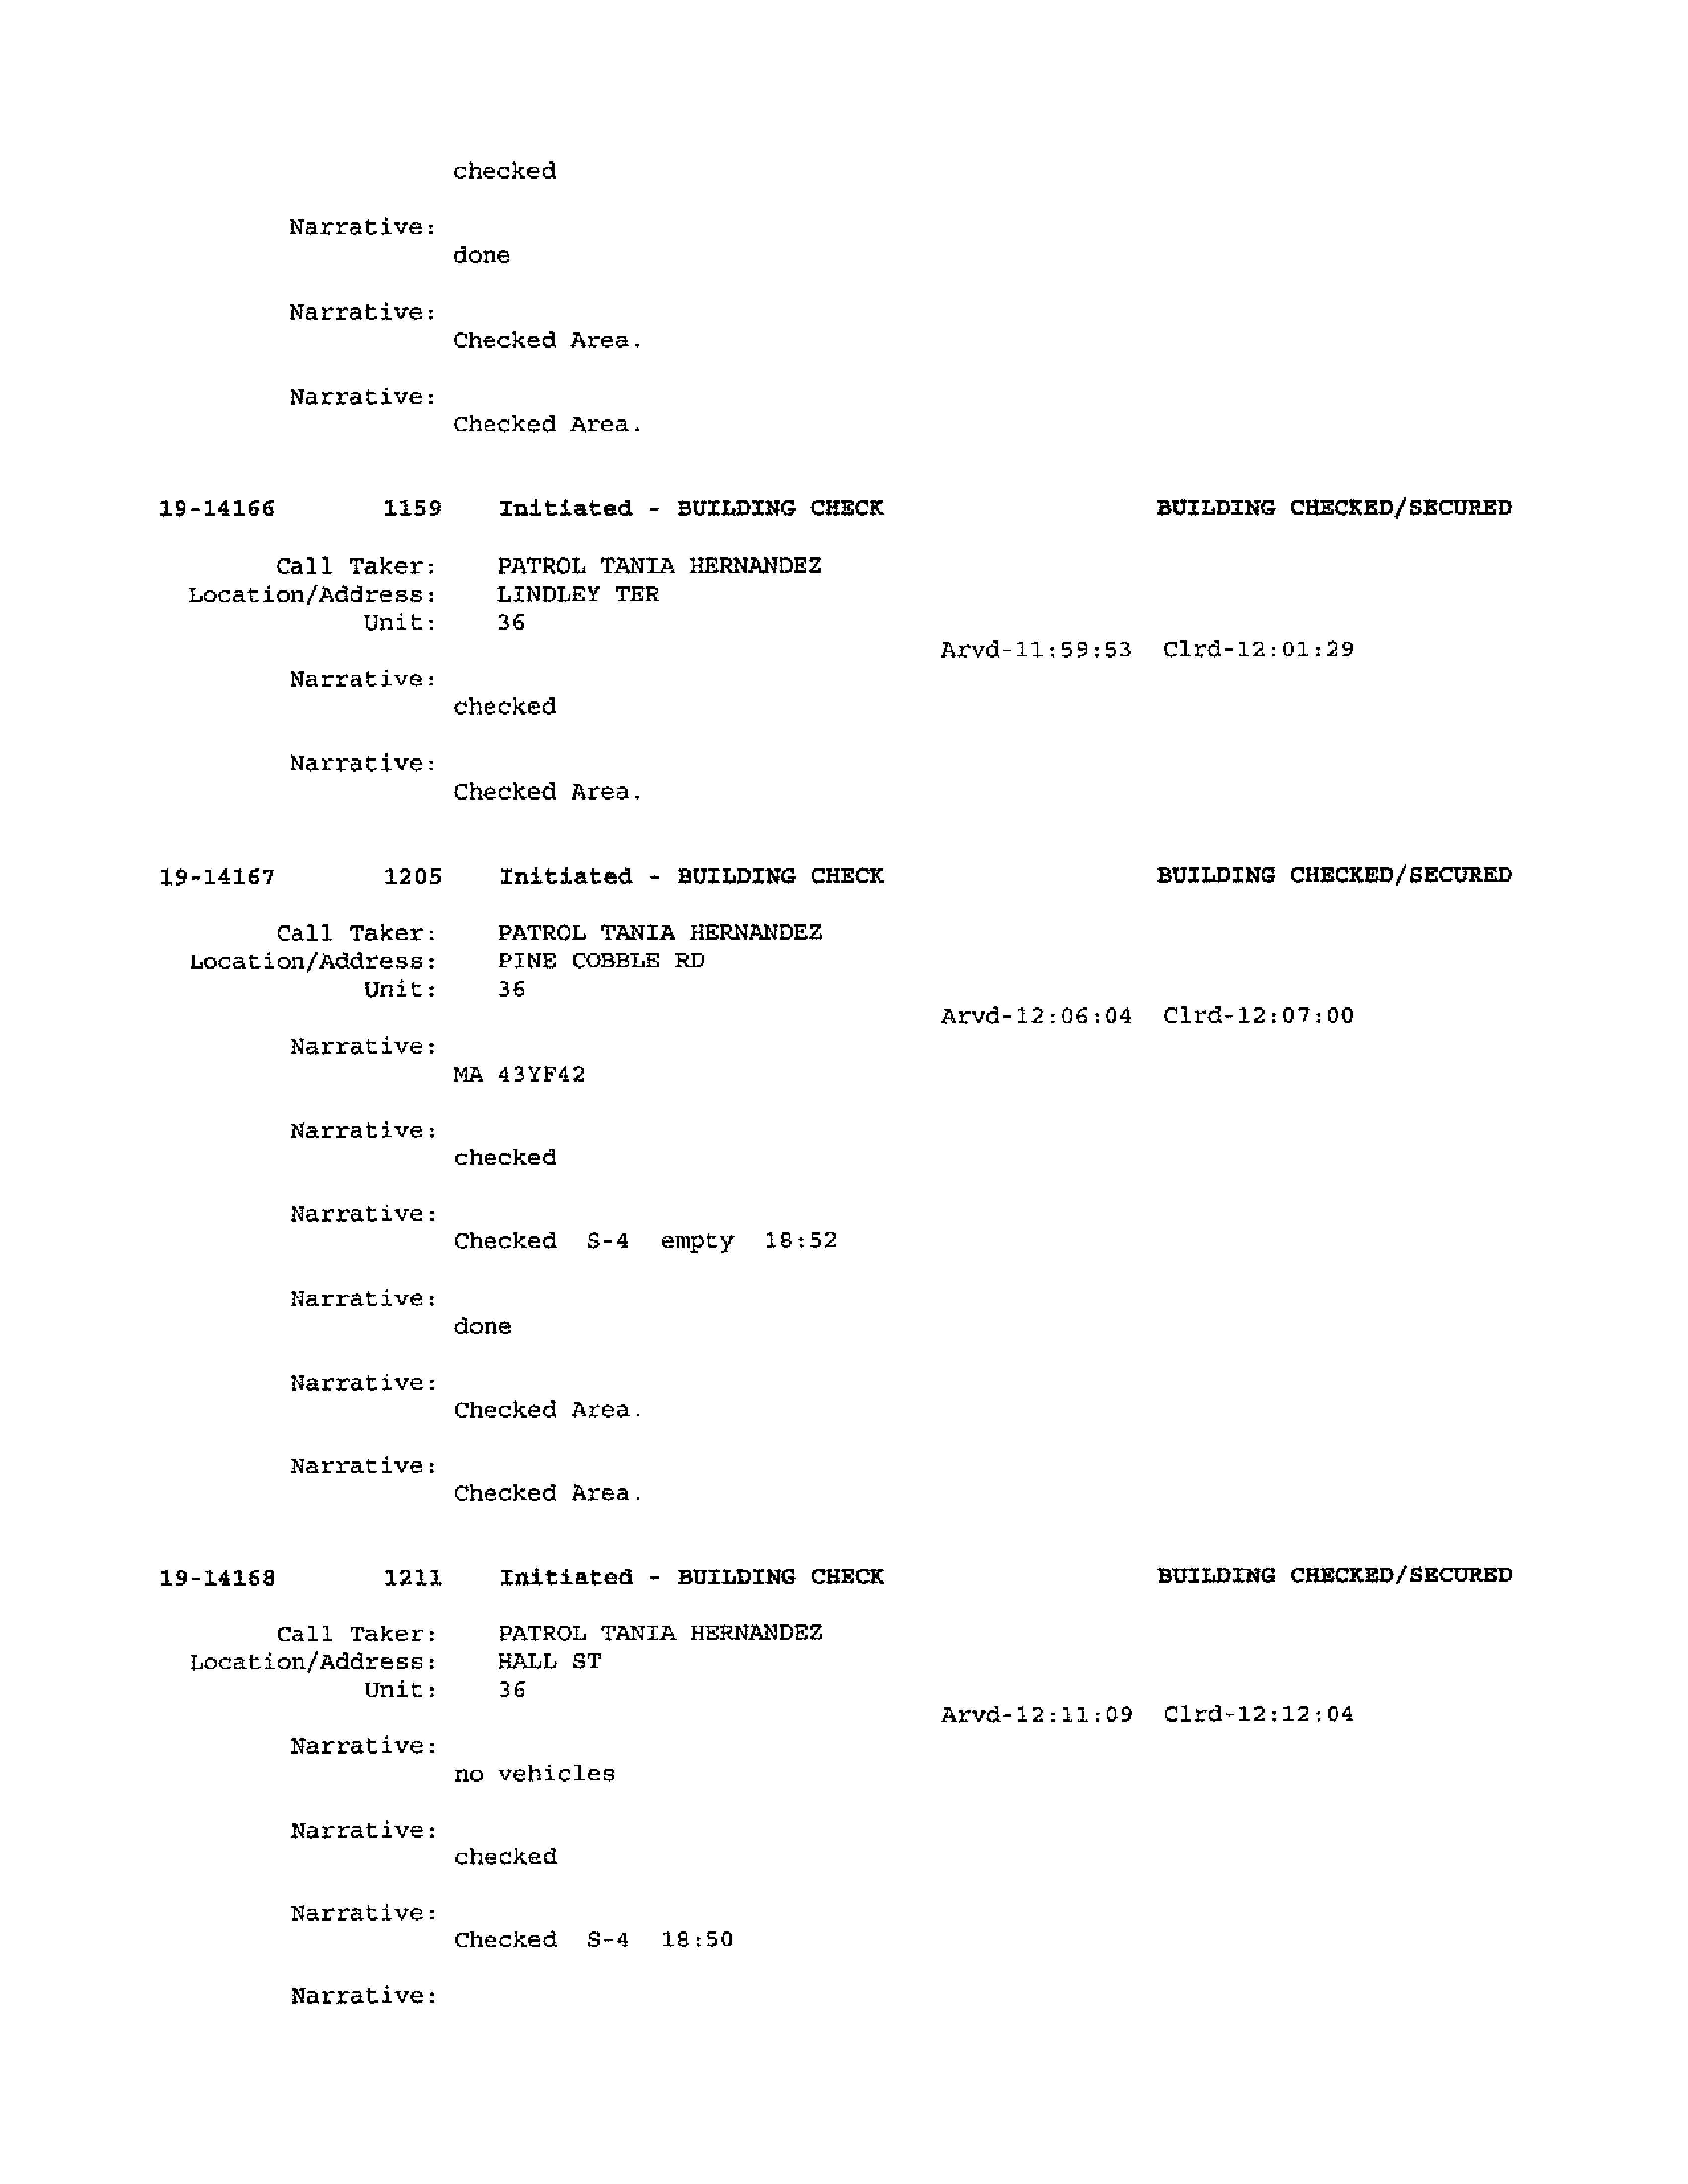 checked
Narrative:
done
Narrative:
Checked Area.
Narrative:
Checked Area.
19-14166 1159 Initiated - BUILDING CHECK BUILDING CHECKED/SECURED
Call Taker: PATROL TANIA HERNANDEZ
Location/Address: LINDLEY TER
Unit: 36
Arvd-11:59:53 Clrd-12:01:29
Narrative:
checked
Narrative:
Checked Area.
19-14167 1205 Initiated - BUILDING CHECK BUILDING CHECKED/SECURED
Call Taker: PATROL TANIA HERNANDEZ
Location/Address: PINE COBBLE RD
Unit: 36
Arvd-12:06:04 Clrd-12:07:00
Narrative:
MA 43YF42
Narrative:
checked
Narrative:
Checked S-4 empty 18:52
Narrative:
done
Narrative:
Checked Area.
Narrative:
Checked Area.
19-14168 1211 Initiated - BUILDING CHECK BUILDING CHECKED/SECURED
Call Taker: PATROL TANIA HERNANDEZ
Location/Address: HALL ST
Unit: 36
Arvd-12:11:09 Clrd-12:12:04
Narrative:
no vehicles
Narrative:
checked
Narrative:
Checked S-4 18:50
Narrative: